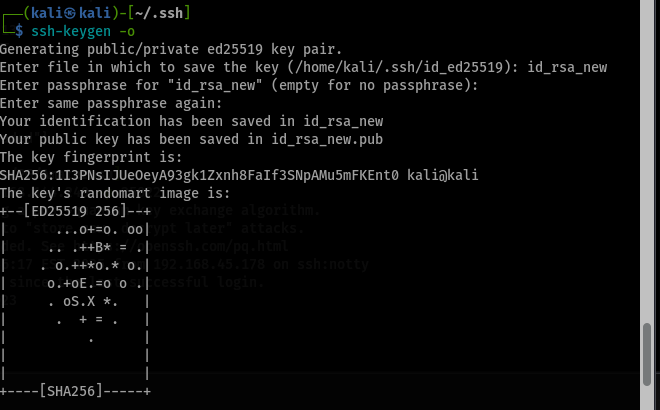 ┌──(kali㉿kali)-[~/.ssh]
└─$ ssh-keygen -o
Generating public/private ed25519 key pair.
Enter file in which to save the key (/home/kali/.ssh/id_ed25519): id_rsa_new
Enter passphrase for "id_rsa_new" (empty for no passphrase):
Enter same passphrase again:
Your identification has been saved in id_rsa_new
Your public key has been saved in id_rsa_new.pub
The key fingerprint is:
SHA256:1I3PNsIJUeOeyA93gk1Zxnh8FaIf3SNpAMu5mFKEnt0 kali@kali
The key's randomart image is:
+--[ED25519 256]--+
|      ...o+=o. oo|
|     .. .++B* = .|
|    . o.++*o.* o.|
|     o.+oE.=o o .|
|     . oS.X *.   |
|      .  + = .   |
|          .      |
|                 |
|                 |
+----[SHA256]-----+